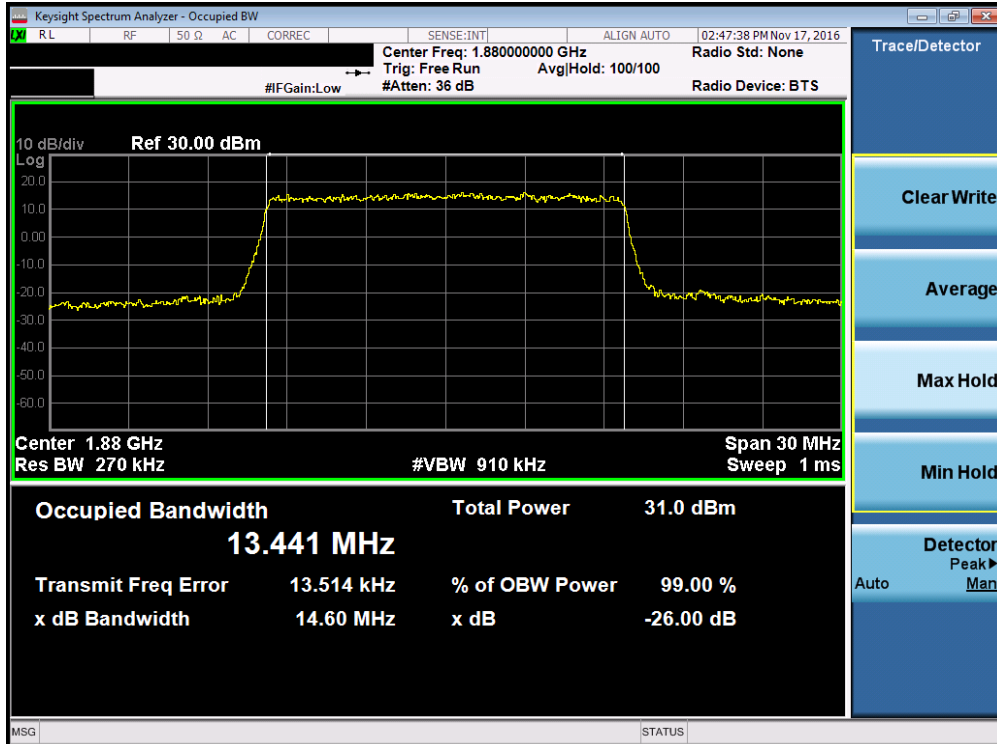 Keysight Spectrum Analyzer - Occupied BW
LXI RL RF 50 Ω AC CORREC SENSE:INT ALIGN AUTO 02:47:38 PM Nov 17, 2016
Center Freq: 1.880000000 GHz Radio Std: None
Trig: Free Run Avg|Hold: 100/100
#IFGain:Low #Atten: 36 dB Radio Device: BTS
10 dB/div Ref 30.00 dBm
Log
20.0
10.0
0.00
-10.0
-20.0
-30.0
-40.0
-50.0
-60.0
Center 1.88 GHz Span 30 MHz
Res BW 270 kHz #VBW 910 kHz Sweep 1 ms
Occupied Bandwidth Total Power 31.0 dBm
13.441 MHz
Transmit Freq Error 13.514 kHz % of OBW Power 99.00 %
x dB Bandwidth 14.60 MHz x dB -26.00 dB
MSG STATUS
Trace/Detector
Clear Write
Average
Max Hold
Min Hold
Detector
Peak▶
Auto Man